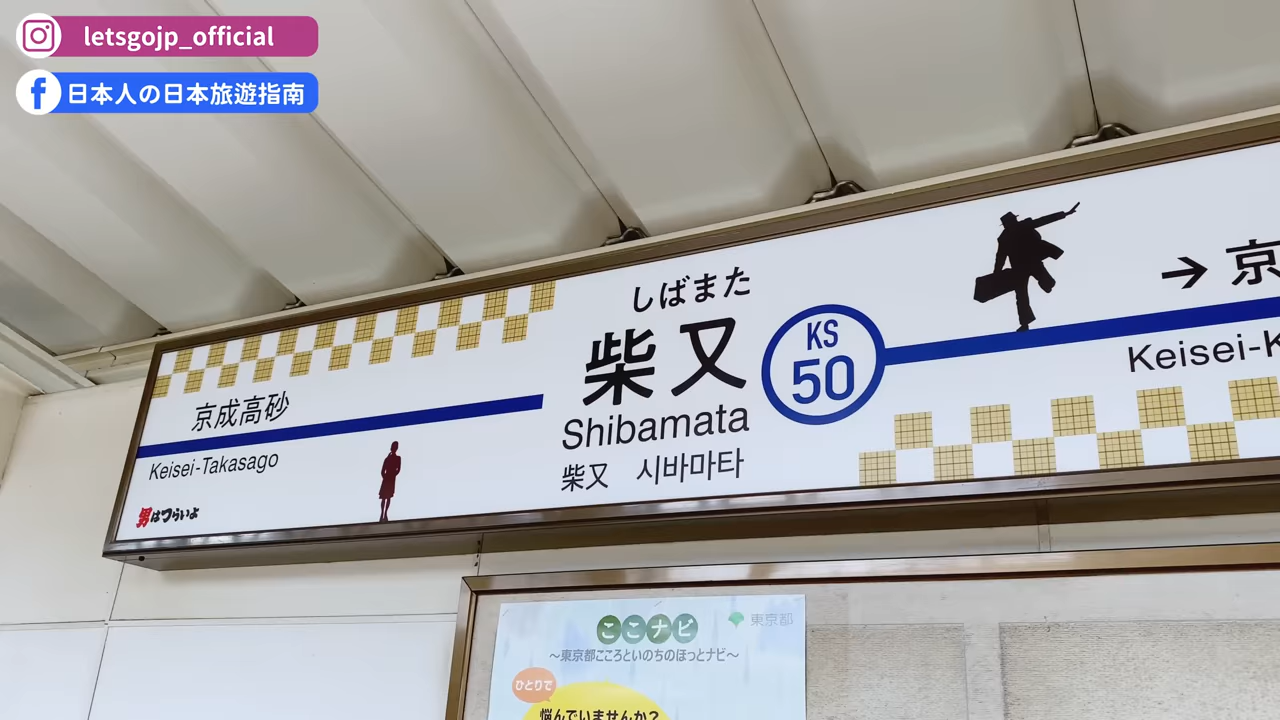 letsgojp_official
日本人の日本旅遊指南
しばまた
柴又
KS
50
Shibamata
柴又 시바마타
京成高砂
Keisei-Takasago
男はつらいよ
→ 京
Keisei-K
ここナビ
東京都
～東京都こころといのちのほっとナビ～
ひとりで
悩んでいませんか?